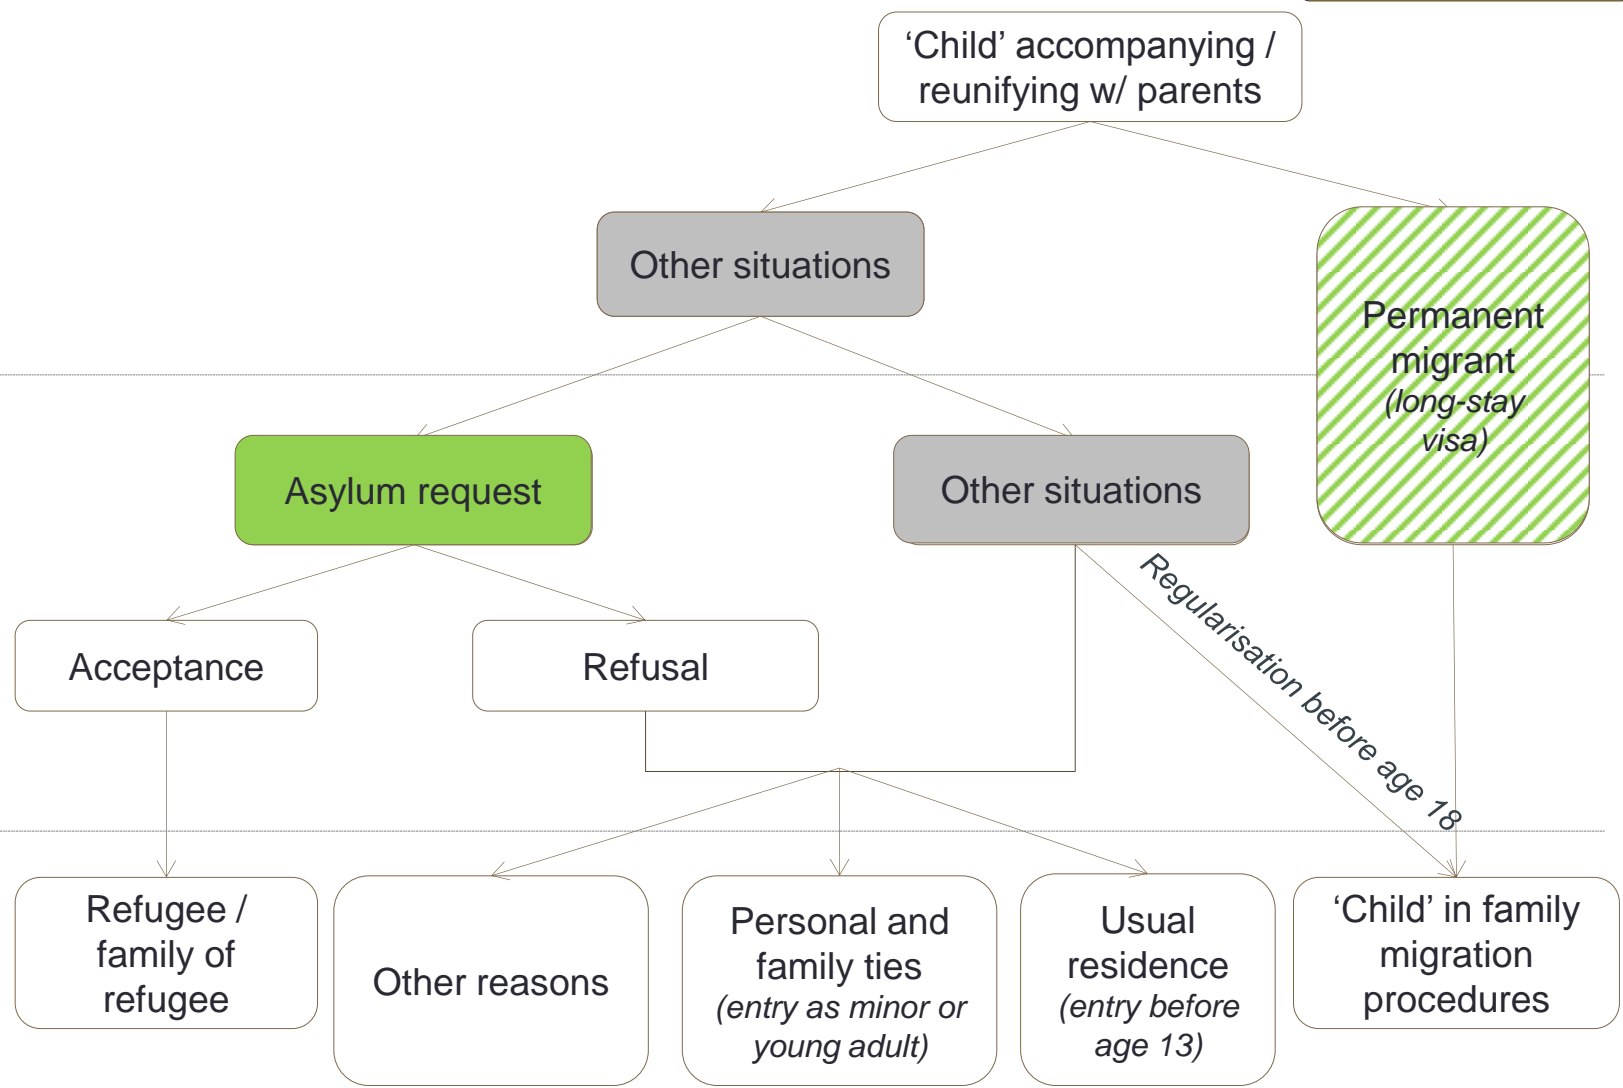 ‘Child’ accompanying /
reunifying w/ parents
Other situations
Permanent
migrant
(long-stay
visa)
Asylum request
Other situations
Regularisation before age 18
Acceptance
Refusal
Refugee /
family of
refugee
Other reasons
Personal and
family ties
(entry as minor or
young adult)
Usual
residence
(entry before
age 13)
‘Child’ in family
migration
procedures